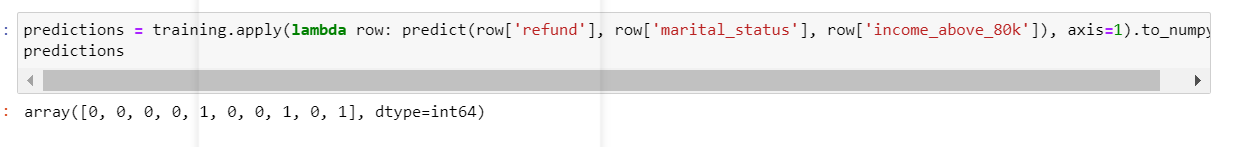 : predictions = training.apply(lambda row: predict(row['refund'], row['marital_status'], row['income_above_80k']), axis=1).to_numpy
predictions
: array([0, 0, 0, 0, 1, 0, 0, 1, 0, 1], dtype=int64)